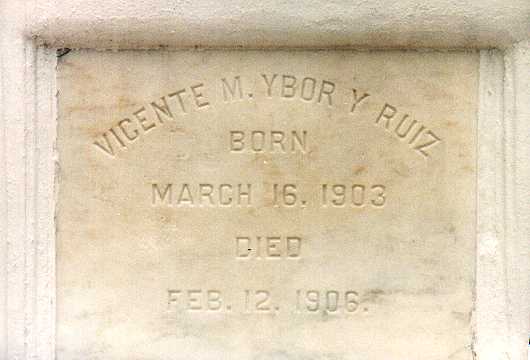 VICENTE M. YBOR Y RUIZ
BORN
MARCH 16. 1903
DIED
FEB. 12. 1906.